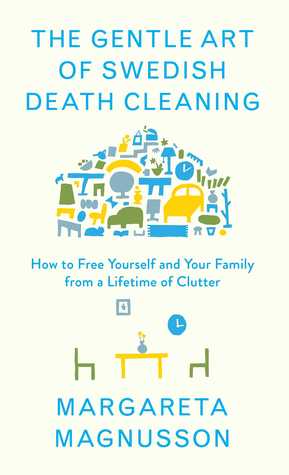 THE GENTLE ART
OF SWEDISH
DEATH CLEANING
How to Free Yourself and Your Family
from a Lifetime of Clutter
MARGARETA
MAGNUSSON